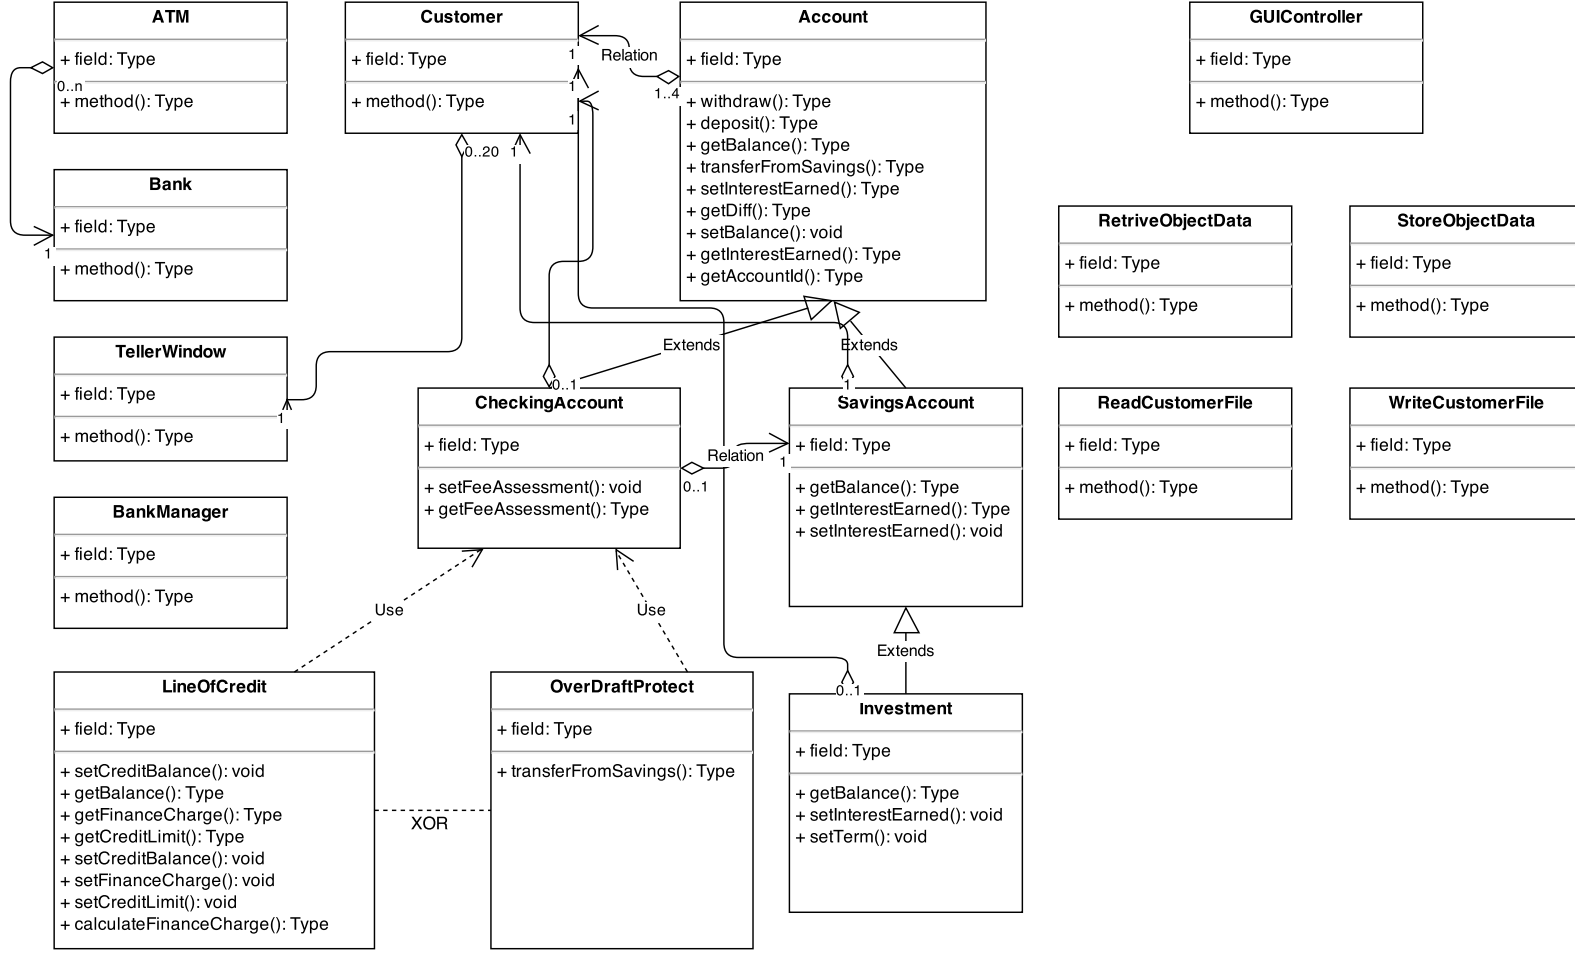 ATM
+ field: Type
0..n
+ method(): Type
Customer
+ field: Type
+ method(): Type
1
1
1
0..20
1
Relation
1..4
Account
+ field: Type
+ withdraw(): Type
+ deposit(): Type
+ getBalance(): Type
+ transferFromSavings(): Type
+ setInterestEarned(): Type
+ getDiff(): Type
+ setBalance(): void
+ getInterestEarned(): Type
+ getAccountId(): Type
GUIController
+ field: Type
+ method(): Type
Bank
+ field: Type
1
+ method(): Type
RetriveObjectData
+ field: Type
+ method(): Type
StoreObjectData
+ field: Type
+ method(): Type
TellerWindow
+ field: Type
1
+ method(): Type
Extends
Extends
0..1
1
CheckingAccount
+ field: Type
+ setFeeAssessment(): void
+ getFeeAssessment(): Type
Relation
1
0..1
SavingsAccount
+ field: Type
+ getBalance(): Type
+ getInterestEarned(): Type
+ setInterestEarned(): void
ReadCustomerFile
+ field: Type
+ method(): Type
WriteCustomerFile
+ field: Type
+ method(): Type
BankManager
+ field: Type
+ method(): Type
Use
Use
Extends
0..1
LineOfCredit
+ field: Type
+ setCreditBalance(): void
+ getBalance(): Type
+ getFinanceCharge(): Type
+ getCreditLimit(): Type
+ setCreditBalance(): void
+ setFinanceCharge(): void
+ setCreditLimit(): void
+ calculateFinanceCharge(): Type
XOR
OverDraftProtect
+ field: Type
+ transferFromSavings(): Type
Investment
+ field: Type
+ getBalance(): Type
+ setInterestEarned(): void
+ setTerm(): void